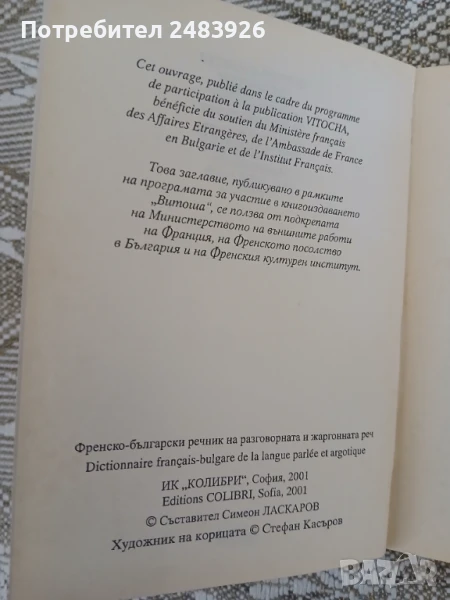 Потребител 2483926
Cet ouvrage, publié dans le cadre du programme
de participation à la publication VITOCHA,
bénéficie du soutien du Ministère français
des Affaires Etrangères, de l'Ambassade de France
en Bulgarie et de l'Institut Français.
Това заглавие, публикувано в рамките
на програмата за участие в книгоиздаването
„Витоша“, се ползва от подкрепата
на Министерството на външните работи
на Франция, на Френското посолство
в България и на Френския културен институт.
Френско-български речник на разговорната и жаргонната реч
Dictionnaire français-bulgare de la langue parlée et argotique
ИК „КОЛИБРИ“, София, 2001
Editions COLIBRI, Sofia, 2001
© Съставител Симеон ЛАСКАРОВ
Художник на корицата © Стефан Касъров
BAZAR.BG